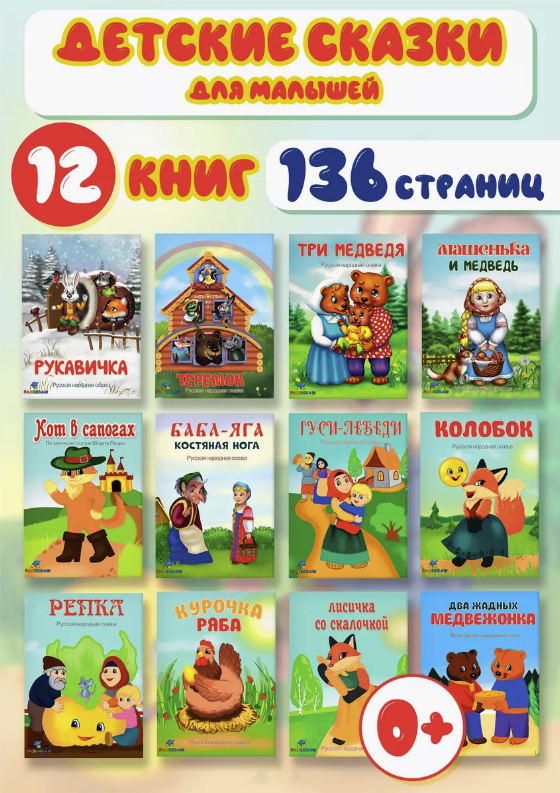 ДЕТСКИЕ СКАЗКИ
ДЛЯ МАЛЫШЕЙ
12 КНИГ 136 СТРАНИЦ
РУКАВИЧКА
Русская народная сказка
ТЕРЕМОК
Русская народная сказка
ТРИ МЕДВЕДЯ
Русская народная сказка
Машенька
И МЕДВЕДЬ
Кот в сапогах
По мотивам сказки Шарля Перро
БАБА-ЯГА
КОСТЯНАЯ НОГА
Русская народная сказка
ГУСИ-ЛЕБЕДИ
Русская народная сказка
КОЛОБОК
Русская народная сказка
РЕПКА
Русская народная сказка
КУРОЧКА
РЯБА
Русская народная сказка
ЛИСИЧКА
СО СКАЛОЧКОЙ
Русская народная
ДВА ЖАДНЫХ
МЕДВЕЖОНКА
0+